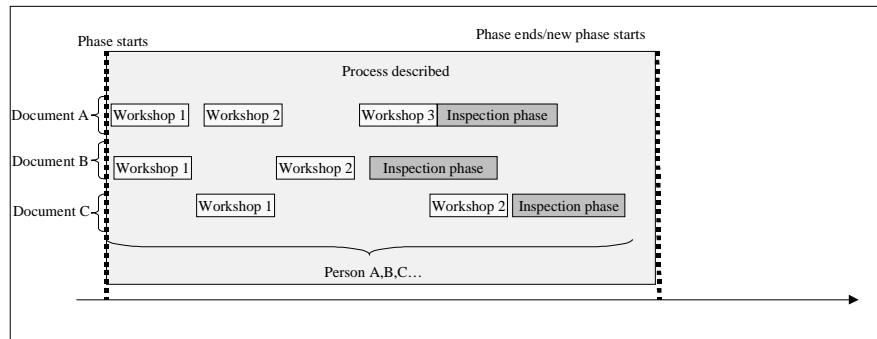 Phase starts
Phase ends/new phase starts
Process described
Document A
Workshop 1
Workshop 2
Workshop 3
Inspection phase
Document B
Workshop 1
Workshop 2
Inspection phase
Document C
Workshop 1
Workshop 2
Inspection phase
Person A,B,C…